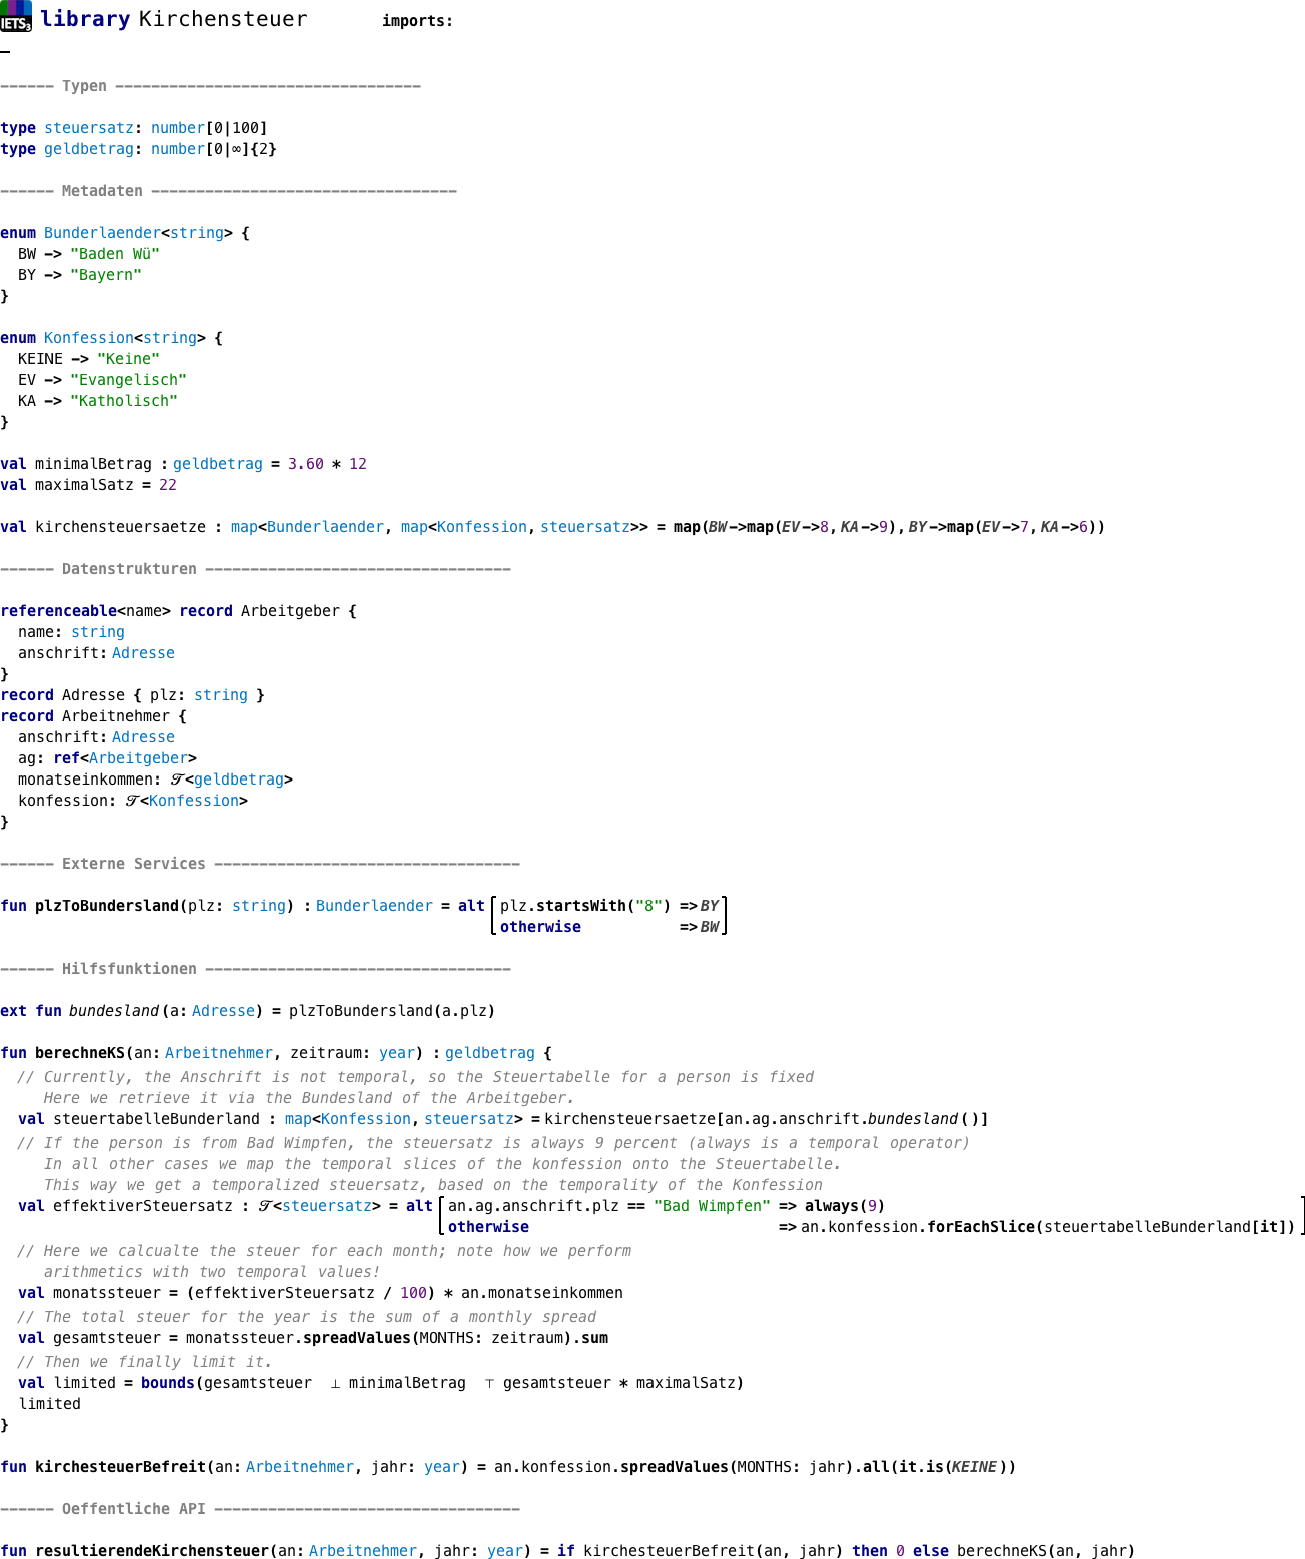 IETS3 library Kirchensteuer imports:
------ Typen ----------------------------------
type steuersatz: number[0|100]
type geldbetrag: number[0|∞]{2}
------ Metadaten ----------------------------------
enum Bunderlaender<string> {
BW -> "Baden Wü"
BY -> "Bayern"
}
enum Konfession<string> {
KEINE -> "Keine"
EV -> "Evangelisch"
KA -> "Katholisch"
}
val minimalBetrag : geldbetrag = 3.60 * 12
val maximalSatz = 22
val kirchensteuersaetze : map<Bunderlaender, map<Konfession, steuersatz>> = map(BW->map(EV->8, KA->9), BY->map(EV->7, KA->6))
------ Datenstrukturen ----------------------------------
referenceable<name> record Arbeitgeber {
name: string
anschrift: Adresse
}
record Adresse { plz: string }
record Arbeitnehmer {
anschrift: Adresse
ag: ref<Arbeitgeber>
monatseinkommen: 𝒯<geldbetrag>
konfession: 𝒯<Konfession>
}
------ Externe Services ----------------------------------
fun plzToBundersland(plz: string) : Bunderlaender = alt [ plz.startsWith("8") => BY ]
otherwise => BW
------ Hilfsfunktionen ----------------------------------
ext fun bundesland(a: Adresse) = plzToBundersland(a.plz)
fun berechneKS(an: Arbeitnehmer, zeitraum: year) : geldbetrag {
// Currently, the Anschrift is not temporal, so the Steuertabelle for a person is fixed
Here we retrieve it via the Bundesland of the Arbeitgeber.
val steuertabelleBunderland : map<Konfession, steuersatz> = kirchensteuersaetze[an.ag.anschrift.bundesland()]
// If the person is from Bad Wimpfen, the steuersatz is always 9 percent (always is a temporal operator)
In all other cases we map the temporal slices of the konfession onto the Steuertabelle.
This way we get a temporalized steuersatz, based on the temporality of the Konfession
val effektiverSteuersatz : 𝒯<steuersatz> = alt [ an.ag.anschrift.plz == "Bad Wimpfen" => always(9) ]
otherwise => an.konfession.forEachSlice(steuertabelleBunderland[it])
// Here we calcualte the steuer for each month; note how we perform
arithmetics with two temporal values!
val monatssteuer = (effektiverSteuersatz / 100) * an.monatseinkommen
// The total steuer for the year is the sum of a monthly spread
val gesamtsteuer = monatssteuer.spreadValues(MONTHS: zeitraum).sum
// Then we finally limit it.
val limited = bounds(gesamtsteuer ⊥ minimalBetrag ⊤ gesamtsteuer * maximalSatz)
limited
}
fun kirchesteuerBefreit(an: Arbeitnehmer, jahr: year) = an.konfession.spreadValues(MONTHS: jahr).all(it.is(KEINE))
------ Oeffentliche API ----------------------------------
fun resultierendeKirchensteuer(an: Arbeitnehmer, jahr: year) = if kirchesteuerBefreit(an, jahr) then 0 else berechneKS(an, jahr)